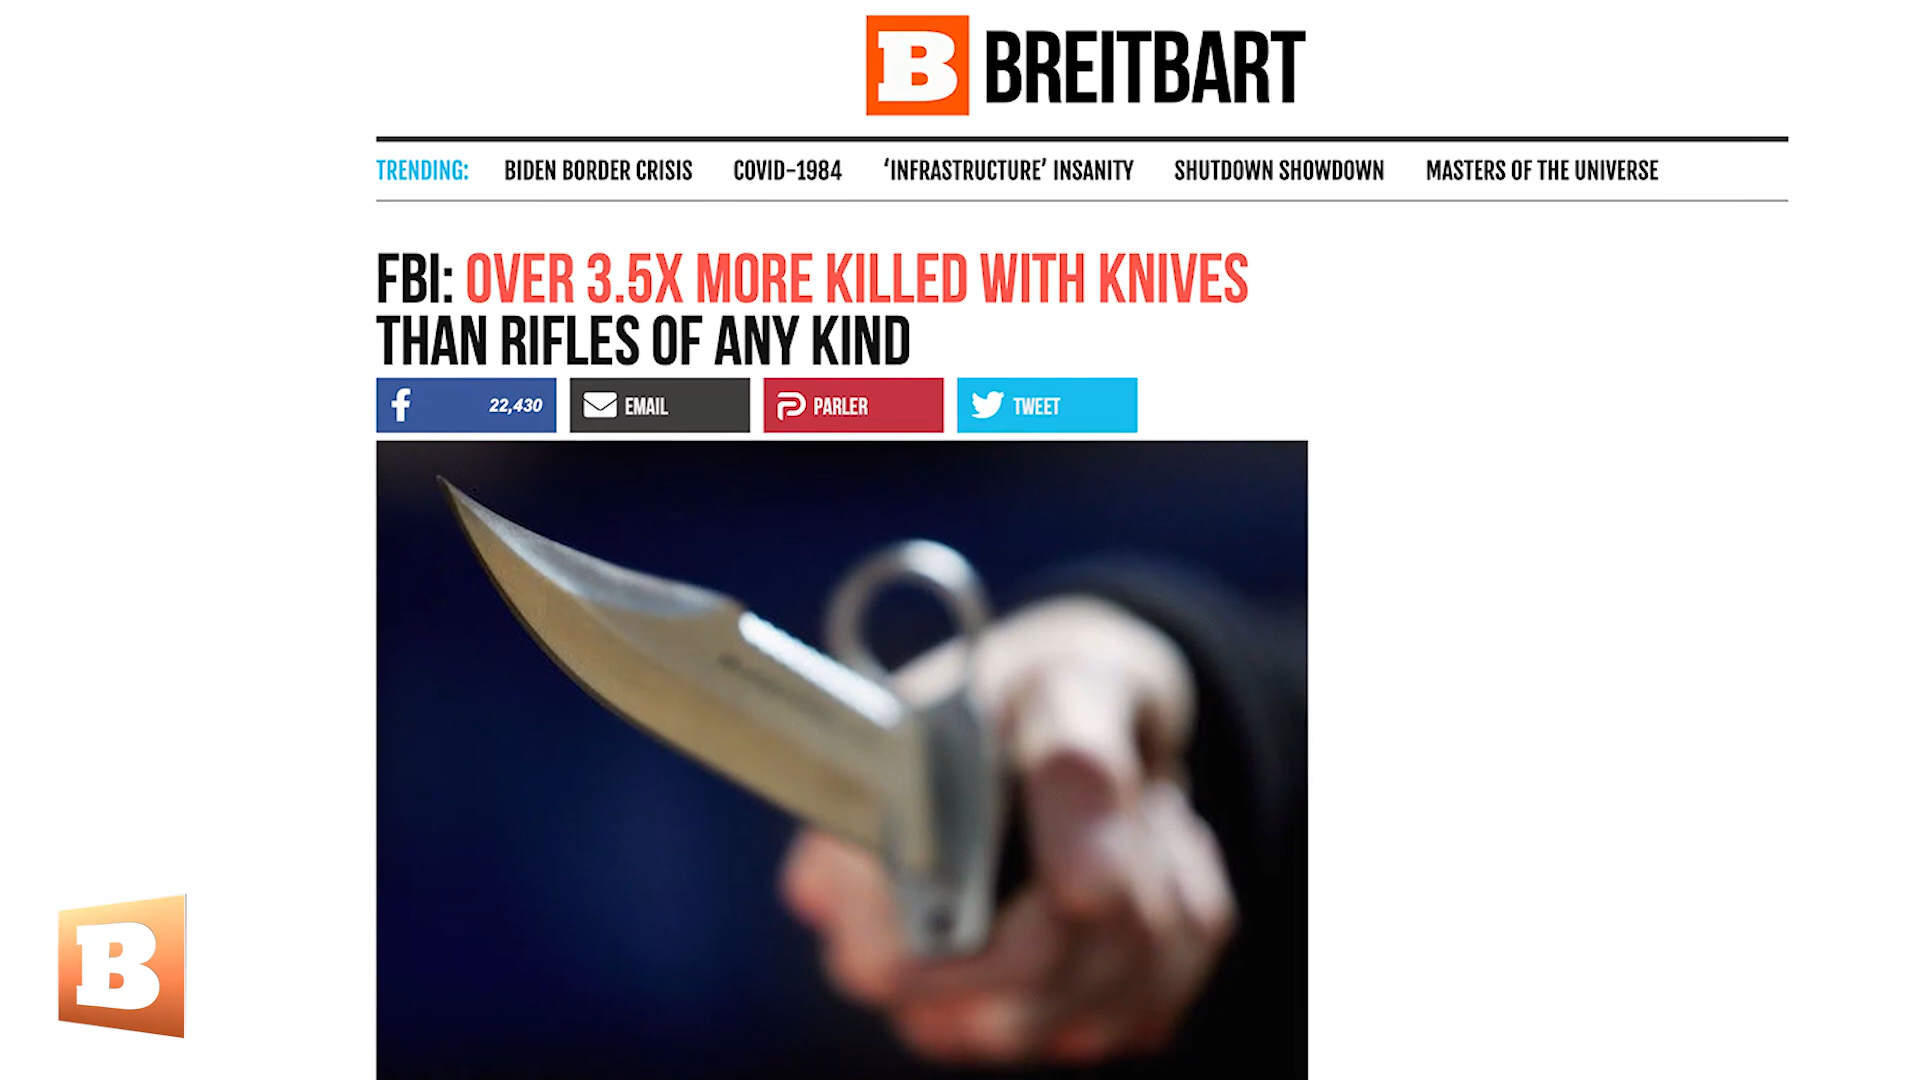 B BREITBART
TRENDING: BIDEN BORDER CRISIS COVID-1984 ‘INFRASTRUCTURE’ INSANITY SHUTDOWN SHOWDOWN MASTERS OF THE UNIVERSE
FBI: OVER 3.5X MORE KILLED WITH KNIVES
THAN RIFLES OF ANY KIND
f 22,430 EMAIL PARLER TWEET
B